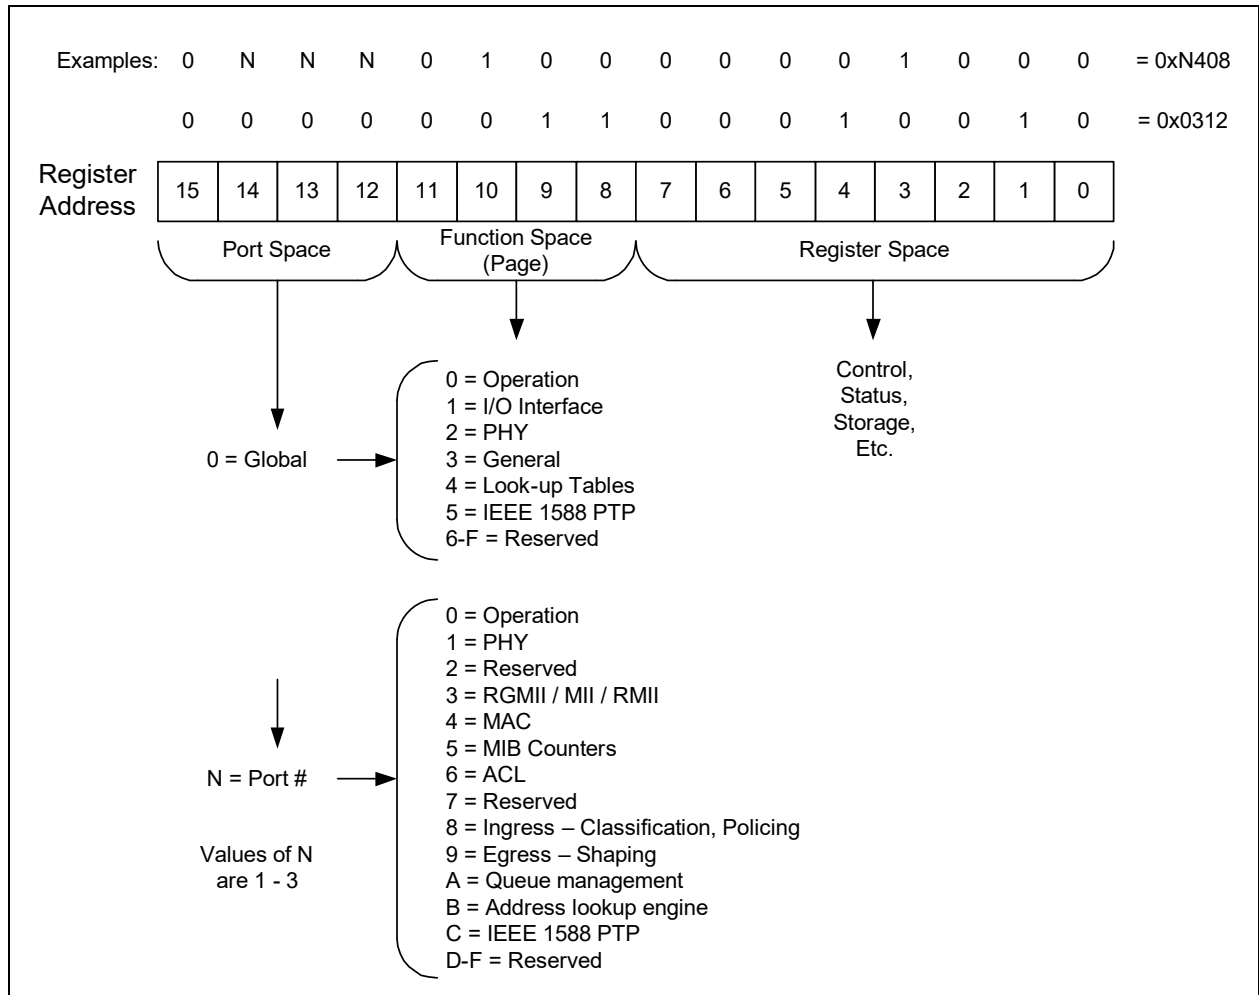 Examples: 0 N N N 0 1 0 0 0 0 0 0 1 0 0 0 = 0xN408
0 0 0 0 0 0 1 1 0 0 0 1 0 0 1 0 = 0x0312
Register
Address
15 14 13 12 11 10 9 8 7 6 5 4 3 2 1 0
Port Space
Function Space
(Page)
Register Space
0 = Global
0 = Operation
1 = I/O Interface
2 = PHY
3 = General
4 = Look-up Tables
5 = IEEE 1588 PTP
6-F = Reserved
Control,
Status,
Storage,
Etc.
N = Port #
Values of N
are 1 - 3
0 = Operation
1 = PHY
2 = Reserved
3 = RGMII / MII / RMII
4 = MAC
5 = MIB Counters
6 = ACL
7 = Reserved
8 = Ingress – Classification, Policing
9 = Egress – Shaping
A = Queue management
B = Address lookup engine
C = IEEE 1588 PTP
D-F = Reserved